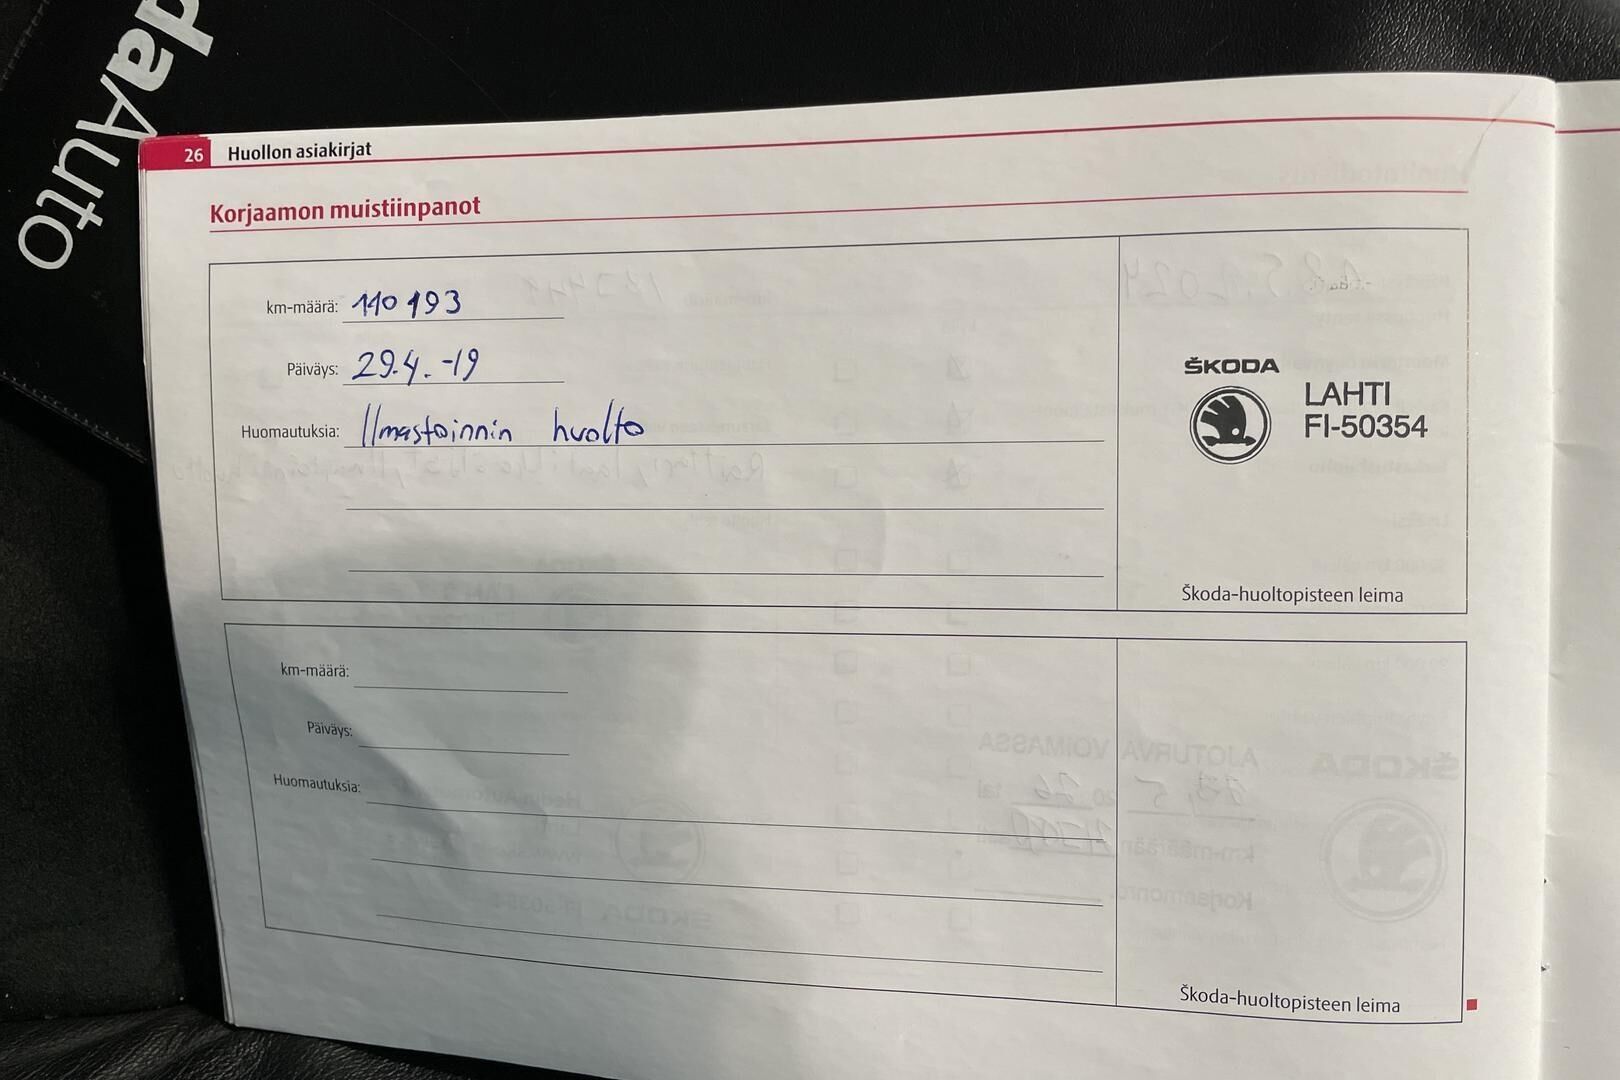 daAuto
26 Huollon asiakirjat
Korjaamon muistiinpanot
km-määrä: 110 193
Päiväys: 29.4.-19
Huomautuksia: Ilmastoinnin huolto
ŠKODA
LAHTI
FI-50354
Škoda-huoltopisteen leima
km-määrä:
Päiväys:
Huomautuksia:
Škoda-huoltopisteen leima